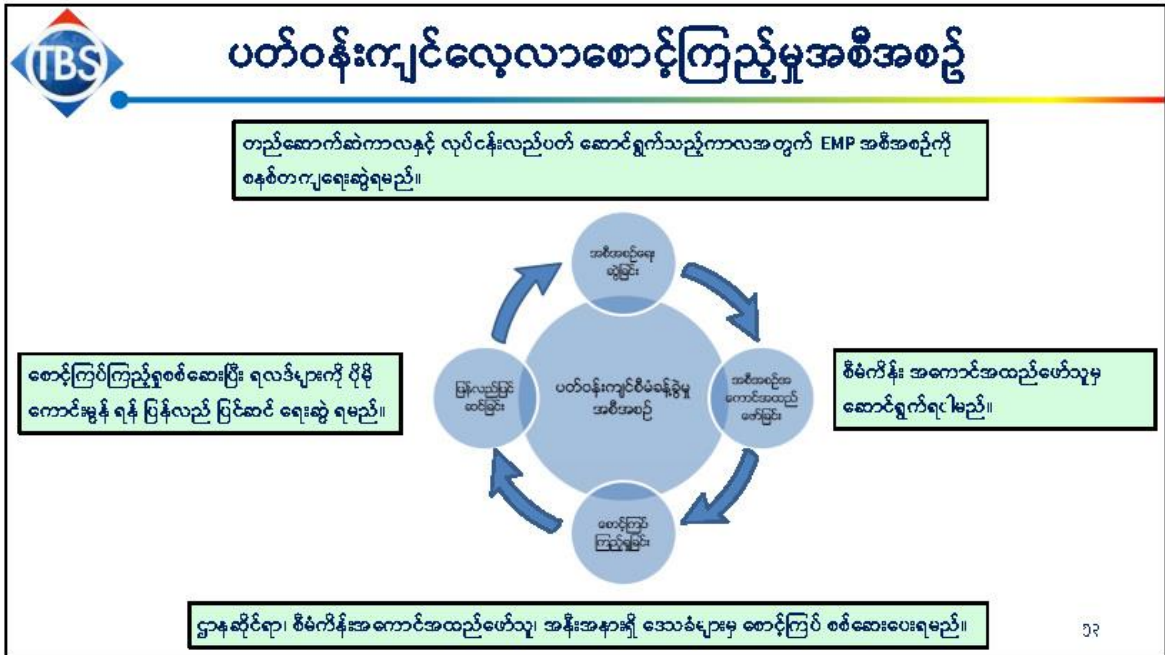 TBS
ပတ်ဝန်းကျင်လေ့လာစောင့်ကြည့်မှုအစီအစဥ်
တည်ဆောက်ဆဲကာလနှင့် လုပ်ငန်းလည်ပတ် ဆောင်ရွက်သည့်ကာလအတွက် EMP အစီအစဉ်ကို
စနစ်တကျရေးဆွဲရမည်။
အစီအစဉ်ရေး
ဆွဲခြင်း
စောင့်ကြပ်ကြည့်ရှုစစ်ဆေးပြီး ရလဒ်များကို ပိုမို
ကောင်းမွန် ရန် ပြန်လည် ပြင်ဆင် ရေးဆွဲ ရမည်။
ပြန်လည်ပြင်
ဆင်ခြင်း
ပတ်ဝန်းကျင်စီမံခန့်ခွဲမှု
အစီအစဉ်
အစီအစဉ်အ
ကောင်အထည်
ဖော်ခြင်း
စီမံကိန်း အကောင်အထည်ဖော်သူမှ
ဆောင်ရွက်ရပါမည်။
စောင့်ကြပ်
ကြည့်ရှုခြင်း
ဌာနဆိုင်ရာ၊ စီမံကိန်းအကောင်အထည်ဖော်သူ၊ အနီးအနားရှိ ဒေသခံများမှ စောင့်ကြပ် စစ်ဆေးပေးရမည်။
၅၃